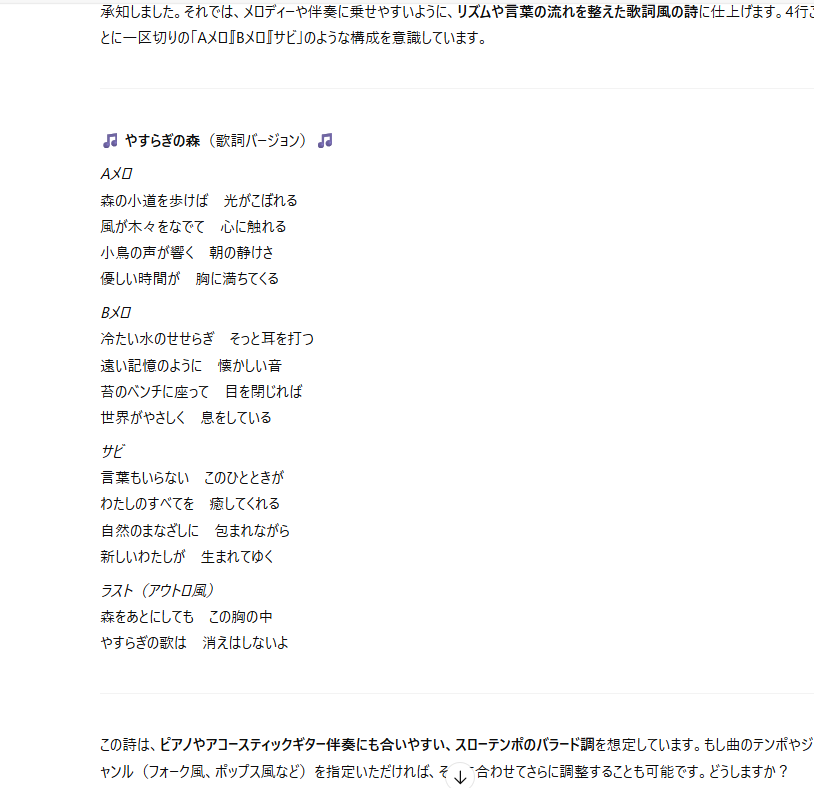 承知しました。それでは、メロディーや伴奏に乗せやすいように、リズムや言葉の流れを整えた歌詞風の詩に仕上げます。4行ご
とに一区切りの「Aメロ』『Bメロ』『サビ」のような構成を意識しています。
🎵 やすらぎの森（歌詞バージョン） 🎵
Aメロ
森の小道を歩けば　光がこぼれる
風が木々をなでて　心に触れる
小鳥の声が響く　朝の静けさ
優しい時間が　胸に満ちてくる
Bメロ
冷たい水のせせらぎ　そっと耳を打つ
遠い記憶のように　懐かしい音
苔のベンチに座って　目を閉じれば
世界がやさしく　息をしている
サビ
言葉もいらない　このひとときが
わたしのすべてを　癒してくれる
自然のまなざしに　包まれながら
新しいわたしが　生まれてゆく
ラスト（アウトロ風）
森をあとにしても　この胸の中
やすらぎの歌は　消えはしないよ
この詩は、ピアノやアコースティックギター伴奏にも合いやすい、スローテンポのバラード調を想定しています。もし曲のテンポやジ
ャンル（フォーク風、ポップス風など）を指定いただければ、そ 合わせてさらに調整することも可能です。どうしますか？